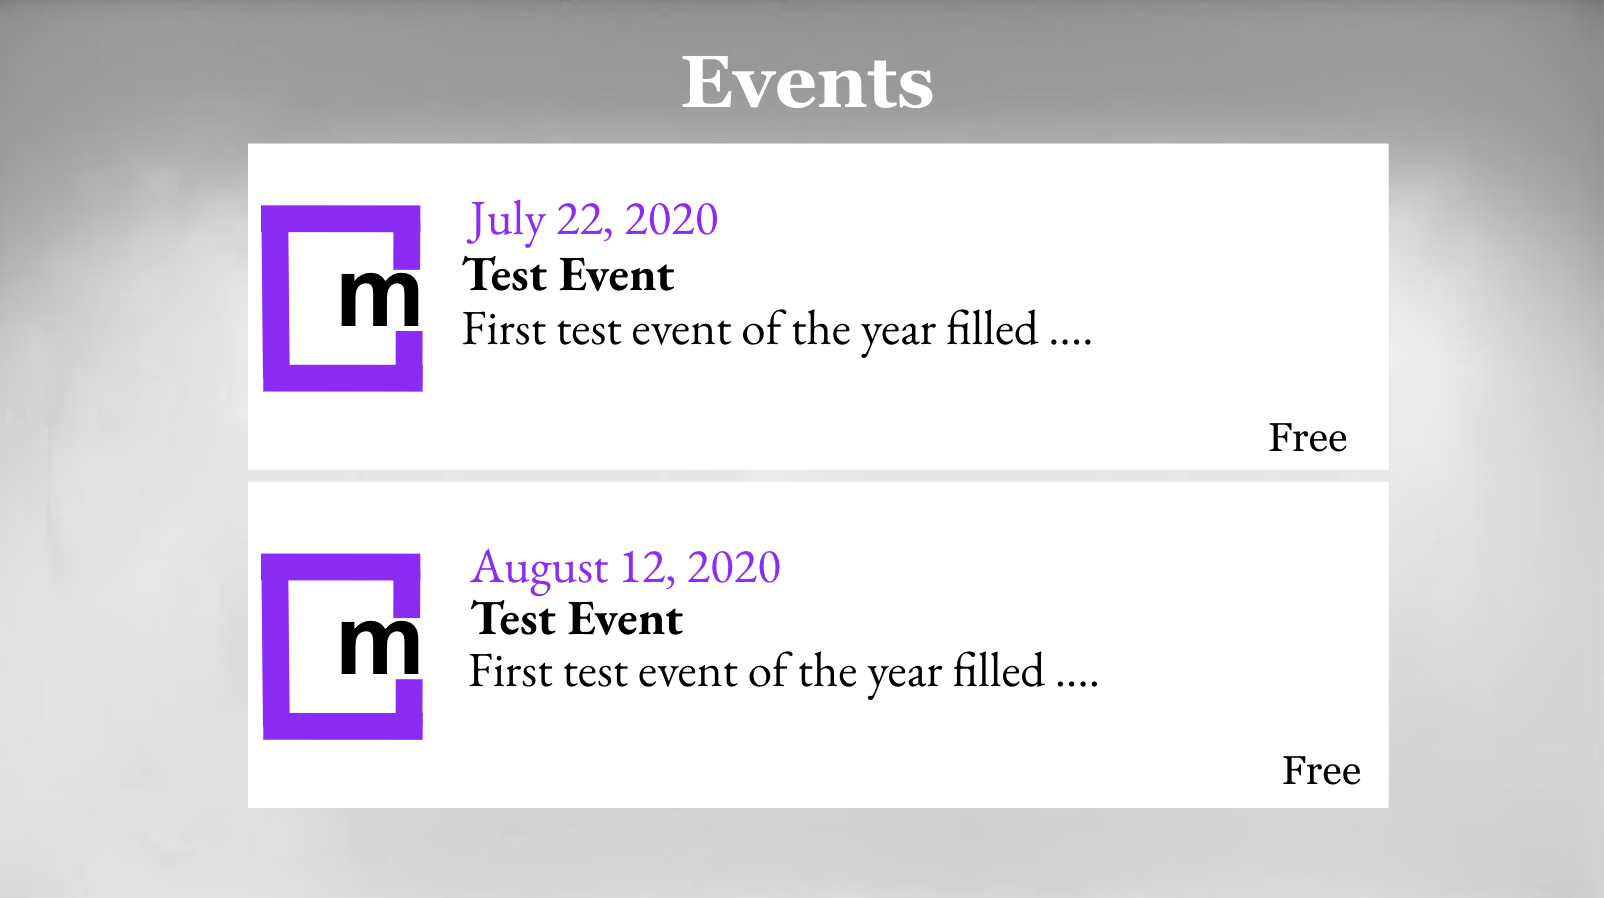 Events
July 22, 2020
Test Event
First test event of the year filled ....
m
Free
August 12, 2020
Test Event
First test event of the year filled ....
m
Free